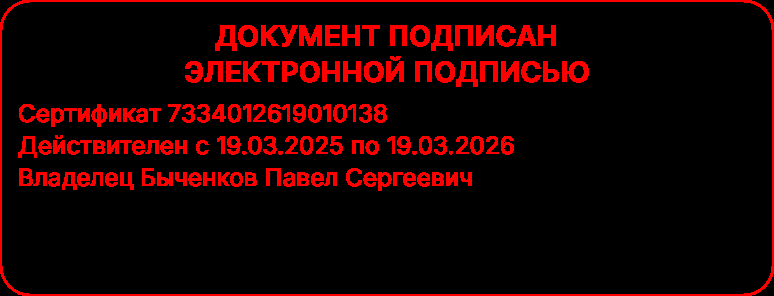 ДОКУМЕНТ ПОДПИСАН
ЭЛЕКТРОННОЙ ПОДПИСЬЮ
Сертификат 7334012619010138
Действителен с 19.03.2025 по 19.03.2026
Владелец Быченков Павел Сергеевич